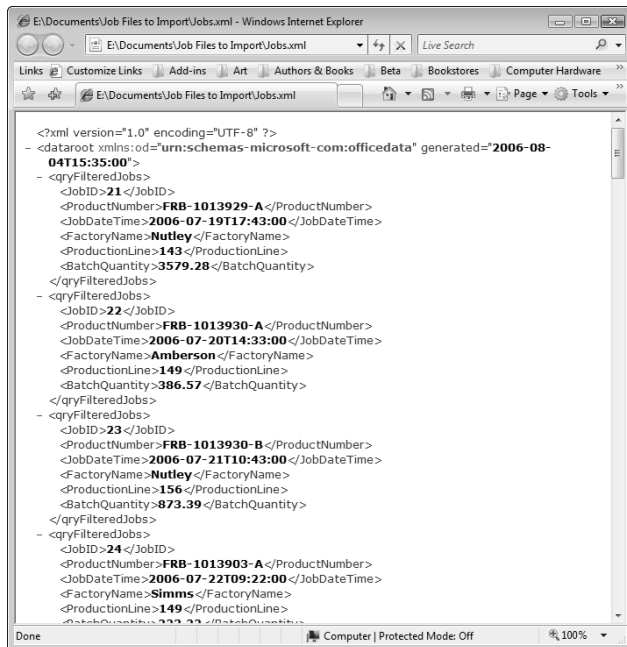 E:\Documents\Job Files to Import\Jobs.xml - Windows Internet Explorer
E:\Documents\Job Files to Import\Jobs.xml
Live Search
Links Customize Links Add-ins Art Authors & Books Beta Bookstores Computer Hardware »
E:\Documents\Job Files to Import\Jobs.xml Page Tools »
<?xml version="1.0" encoding="UTF-8" ?>
- <dataroot xmlns:od="urn:schemas-microsoft-com:officedata" generated="2006-08-
04T15:35:00">
- <qryFilteredJobs>
<JobID>21</JobID>
<ProductNumber>FRB-1013929-A</ProductNumber>
<JobDateTime>2006-07-19T17:43:00</JobDateTime>
<FactoryName>Nutley</FactoryName>
<ProductionLine>143</ProductionLine>
<BatchQuantity>3579.28</BatchQuantity>
</qryFilteredJobs>
- <qryFilteredJobs>
<JobID>22</JobID>
<ProductNumber>FRB-1013930-A</ProductNumber>
<JobDateTime>2006-07-20T14:33:00</JobDateTime>
<FactoryName>Amberson</FactoryName>
<ProductionLine>149</ProductionLine>
<BatchQuantity>386.57</BatchQuantity>
</qryFilteredJobs>
- <qryFilteredJobs>
<JobID>23</JobID>
<ProductNumber>FRB-1013930-B</ProductNumber>
<JobDateTime>2006-07-21T10:43:00</JobDateTime>
<FactoryName>Nutley</FactoryName>
<ProductionLine>156</ProductionLine>
<BatchQuantity>873.39</BatchQuantity>
</qryFilteredJobs>
- <qryFilteredJobs>
<JobID>24</JobID>
<ProductNumber>FRB-1013903-A</ProductNumber>
<JobDateTime>2006-07-22T09:22:00</JobDateTime>
<FactoryName>Simms</FactoryName>
<ProductionLine>149</ProductionLine>
Done Computer | Protected Mode: Off 100%